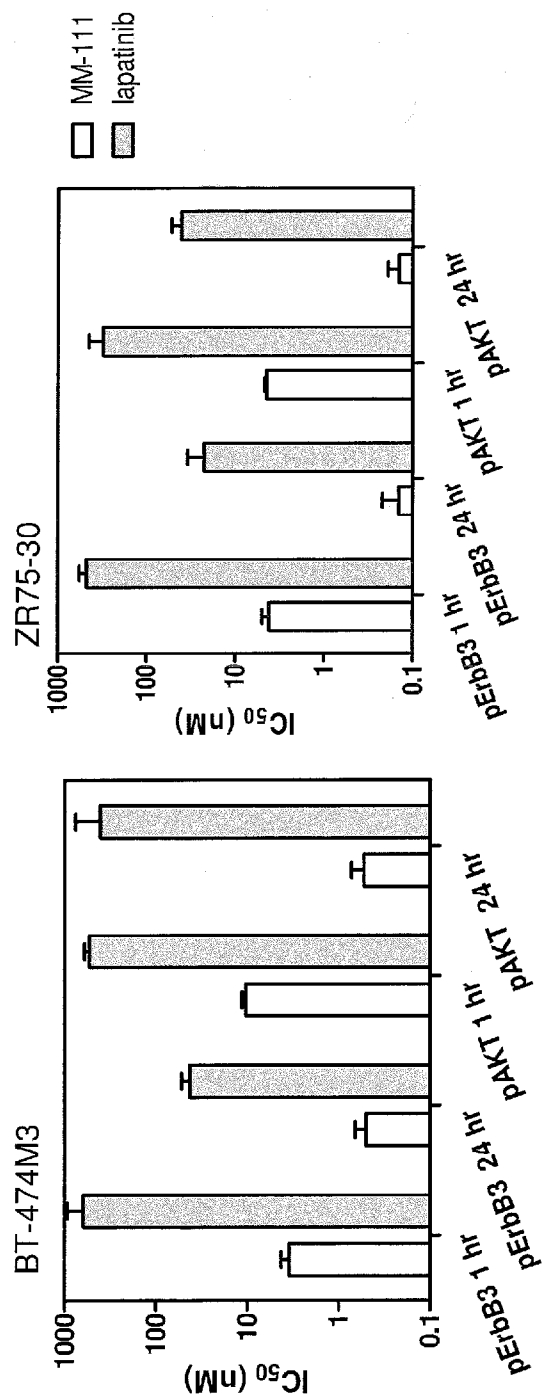 BT-474M3
IC50 (nM)
1000
100
10
1
0.1
pErbB3 1 hr
pErbB3 24 hr
pAKT 1 hr
pAKT 24 hr
ZR75-30
IC50 (nM)
1000
100
10
1
0.1
pErbB3 1 hr
pErbB3 24 hr
pAKT 1 hr
pAKT 24 hr
MM-111
lapatinib